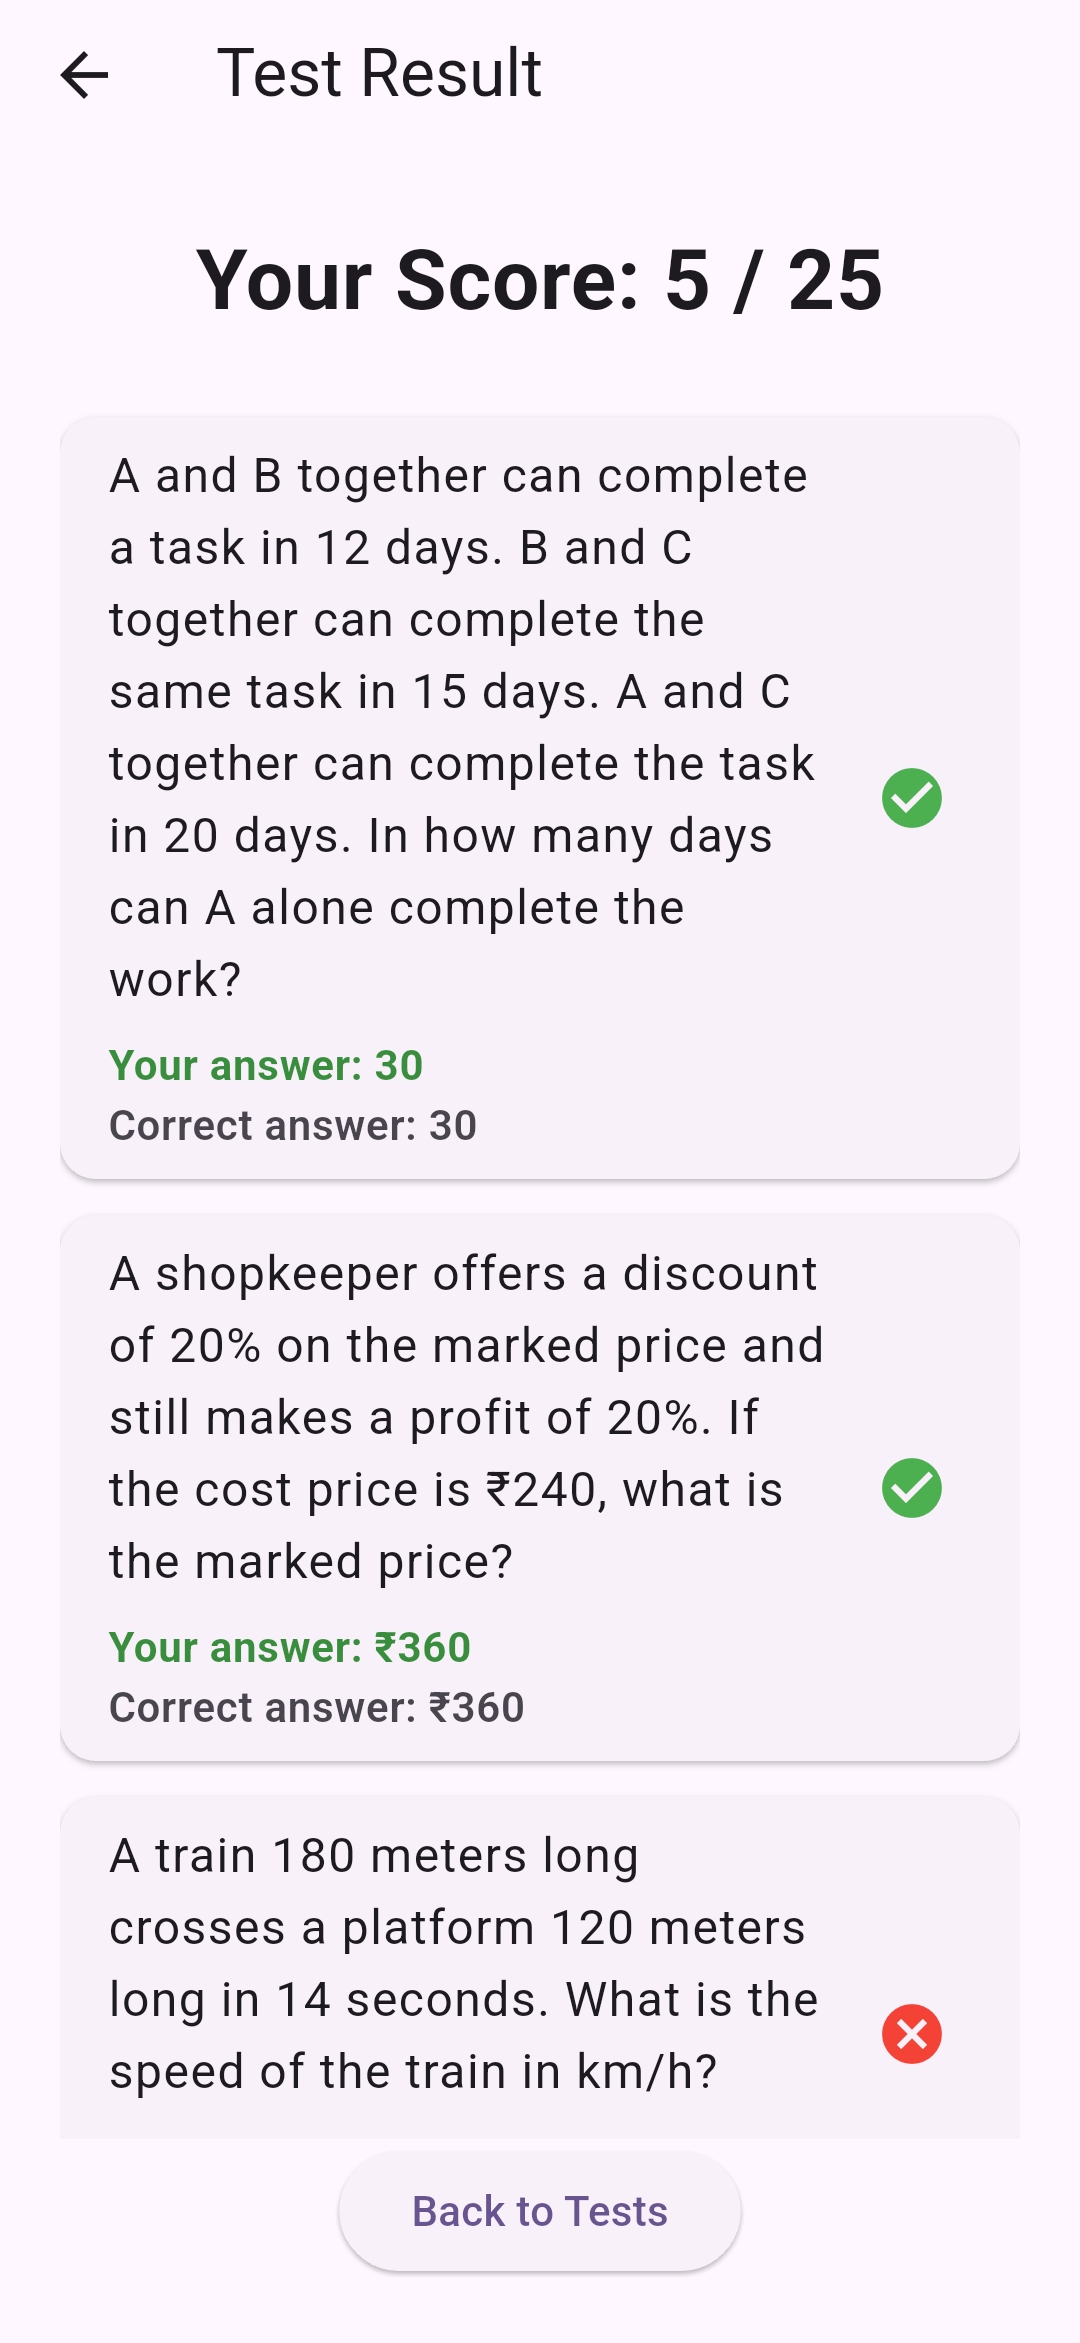 Test Result
Your Score: 5 / 25
A and B together can complete
a task in 12 days. B and C
together can complete the
same task in 15 days. A and C
together can complete the task
in 20 days. In how many days
can A alone complete the
work?
Your answer: 30
Correct answer: 30
A shopkeeper offers a discount
of 20% on the marked price and
still makes a profit of 20%. If
the cost price is ₹240, what is
the marked price?
Your answer: ₹360
Correct answer: ₹360
A train 180 meters long
crosses a platform 120 meters
long in 14 seconds. What is the
speed of the train in km/h?
Back to Tests